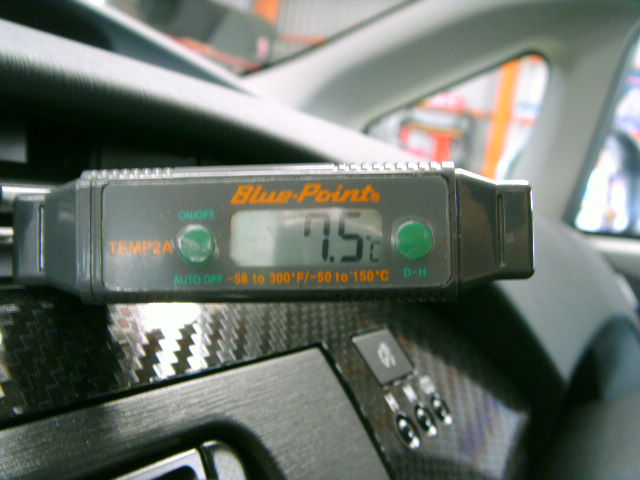 Blue-Point®
ON/OFF
TEMP2A
7.5°C
AUTO OFF
-58 to 300°F/-50 to 150°C
D-H